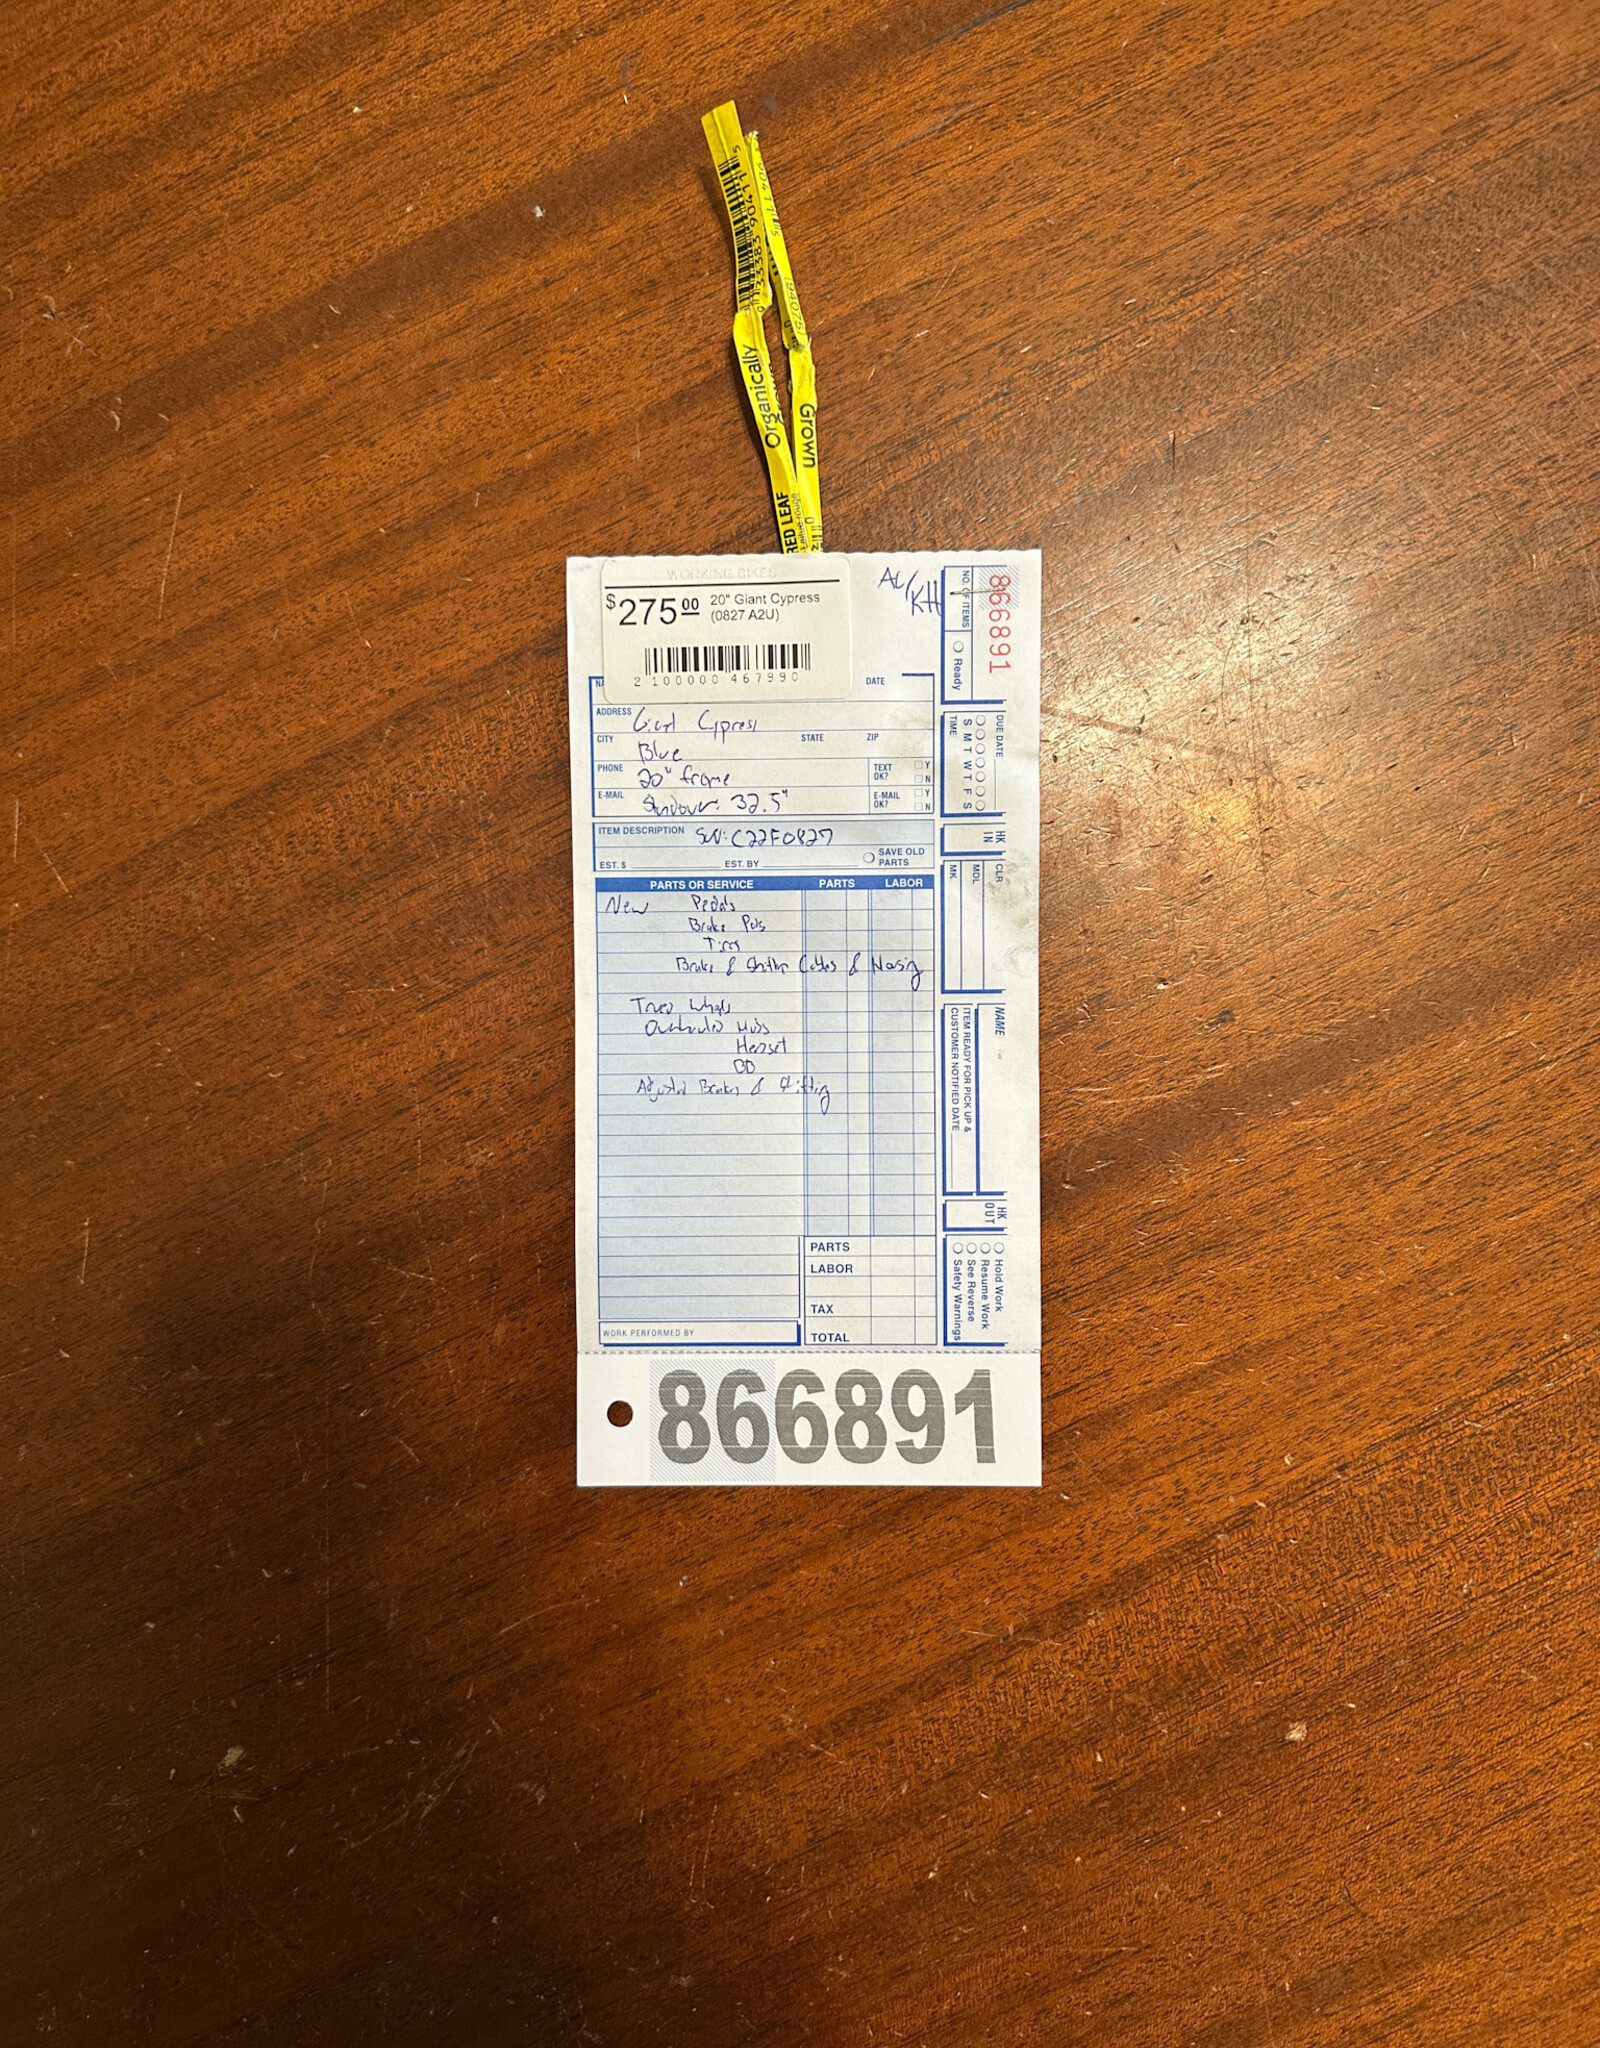 Organically
Grown
RED LEAF
WORKING BIKES
$275.00 20" Giant Cypress
(0827 A2U)
2 100000 467990
AL/KH
DATE
ADDRESS Giant Cypress
CITY Blue STATE ZIP
PHONE 20" frame TEXT OK? Y N
E-MAIL Standover: 32.5" E-MAIL OK? Y N
ITEM DESCRIPTION SN: C22F0827
EST. $ EST. BY SAVE OLD PARTS
PARTS OR SERVICE PARTS LABOR
New Pedals
Brake Pads
Tires
Brake & Shifter Cables & Housing
Trued Wheels
Overhauled Hubs
Headset
BB
Adjusted Brakes & Shifting
PARTS
LABOR
TAX
TOTAL
WORK PERFORMED BY
866891
NO. OF ITEMS
Ready
866891
DUE DATE
S M T W T F S
TIME
HK IN
CLR
MDL
MK
NAME
ITEM READY FOR PICK UP &
CUSTOMER NOTIFIED DATE
HK OUT
Hold Work
Resume Work
See Reverse
Safety Warnings